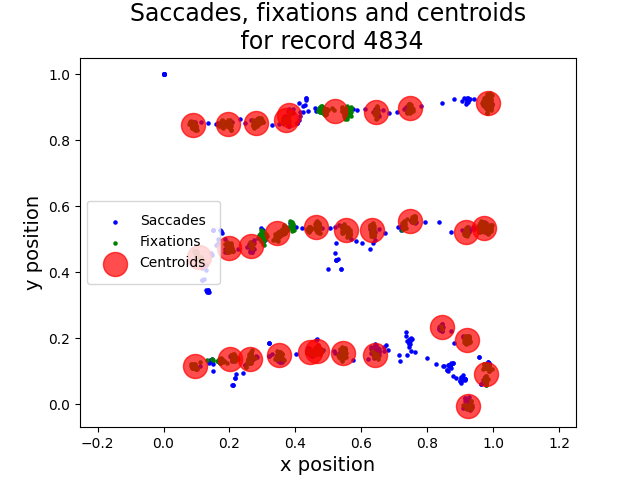 Saccades, fixations and centroids
for record 4834
1.0
0.8
0.6
0.4
0.2
0.0
y position
Saccades
Fixations
Centroids
−0.2
0.0
0.2
0.4
0.6
0.8
1.0
1.2
x position